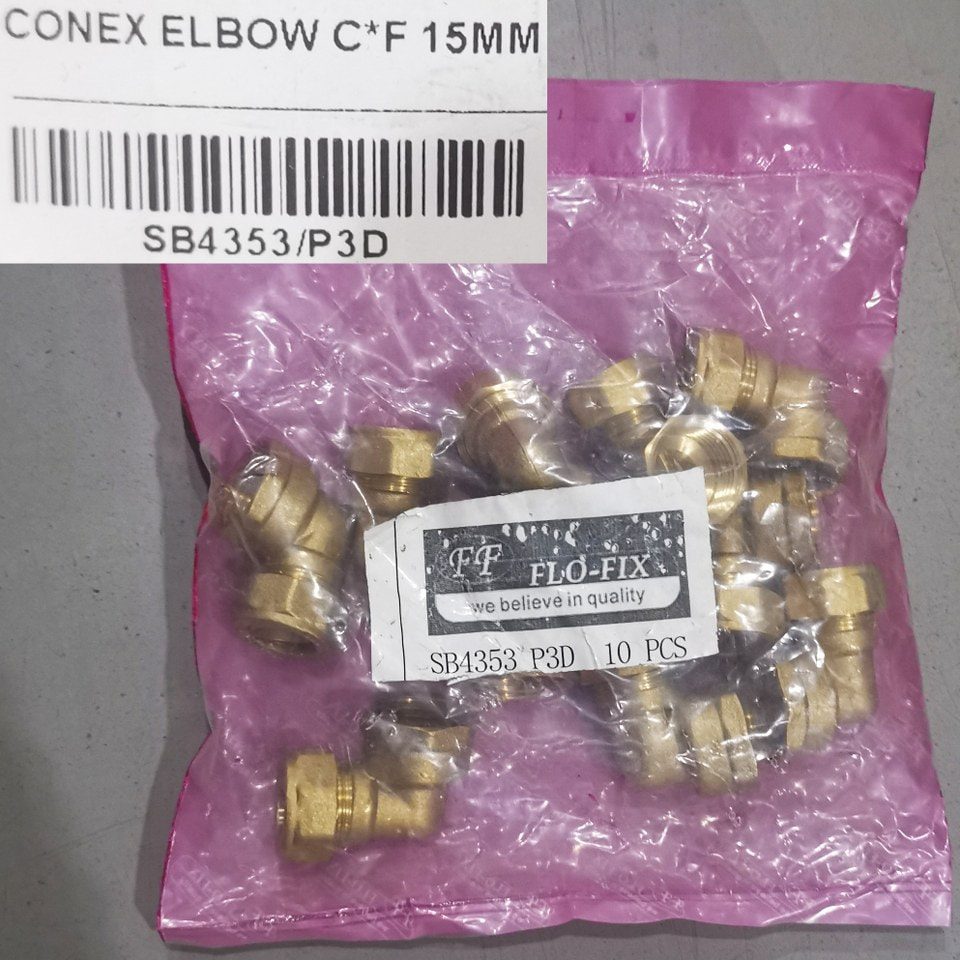 CONEX ELBOW C*F 15MM
SB4353/P3D
FF FLO-FIX
we believe in quality
SB4353 P3D 10 PCS